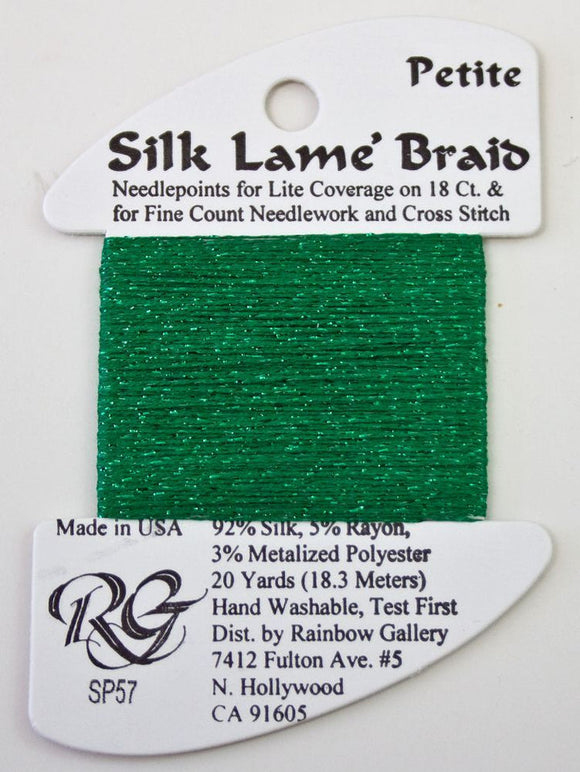 Petite
Silk Lame' Braid
Needlepoints for Lite Coverage on 18 Ct. &
for Fine Count Needlework and Cross Stitch
Made in USA
92% Silk, 5% Rayon,
3% Metalized Polyester
20 Yards (18.3 Meters)
Hand Washable, Test First
Dist. by Rainbow Gallery
7412 Fulton Ave. #5
N. Hollywood
CA 91605
RG
SP57